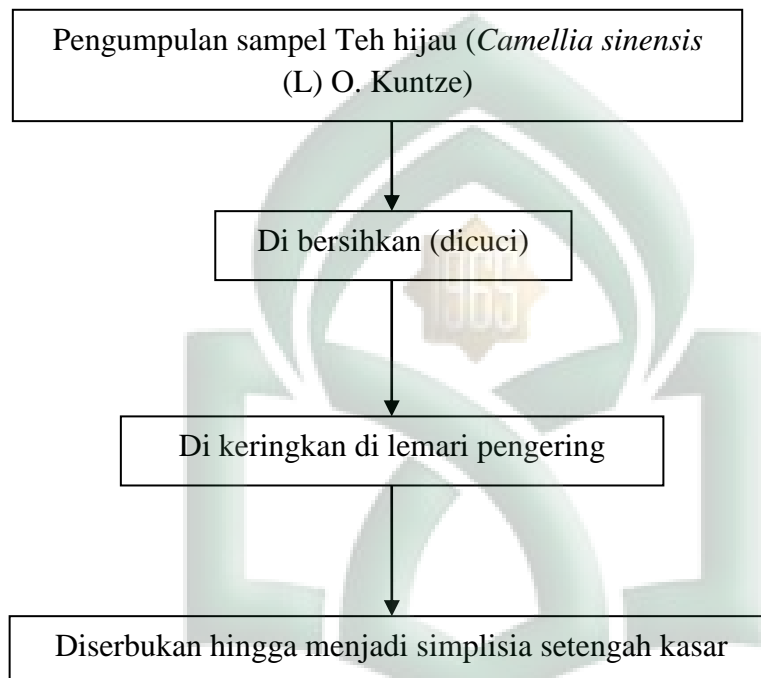 Pengumpulan sampel Teh hijau (Camellia sinensis
(L) O. Kuntze)
1965
Di bersihkan (dicuci)
Di keringkan di lemari pengering
Diserbukan hingga menjadi simplisia setengah kasar